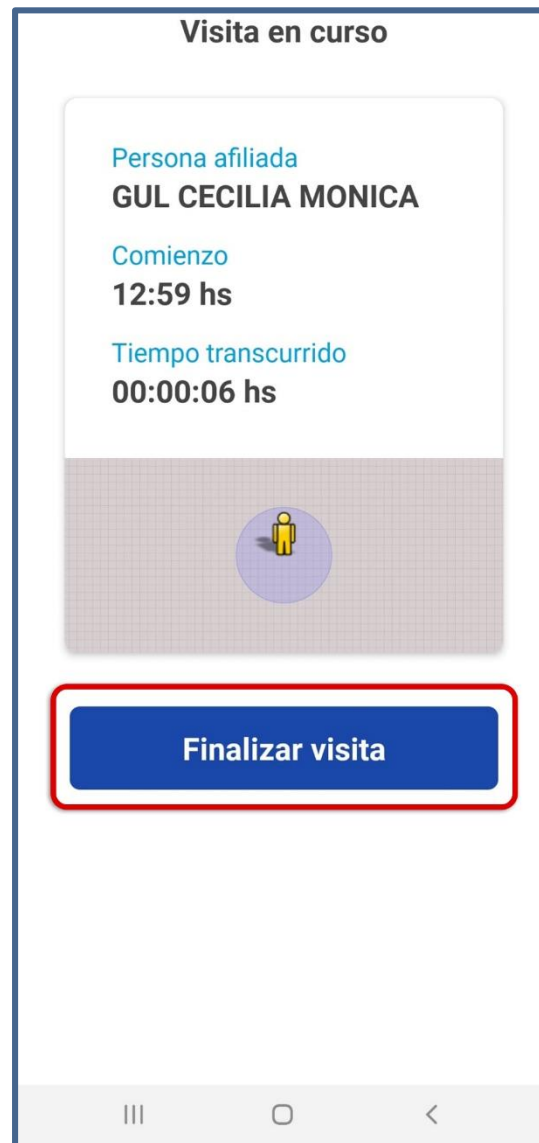 Visita en curso
Persona afiliada
GUL CECILIA MONICA
Comienzo
12:59 hs
Tiempo transcurrido
00:00:06 hs
Finalizar visita